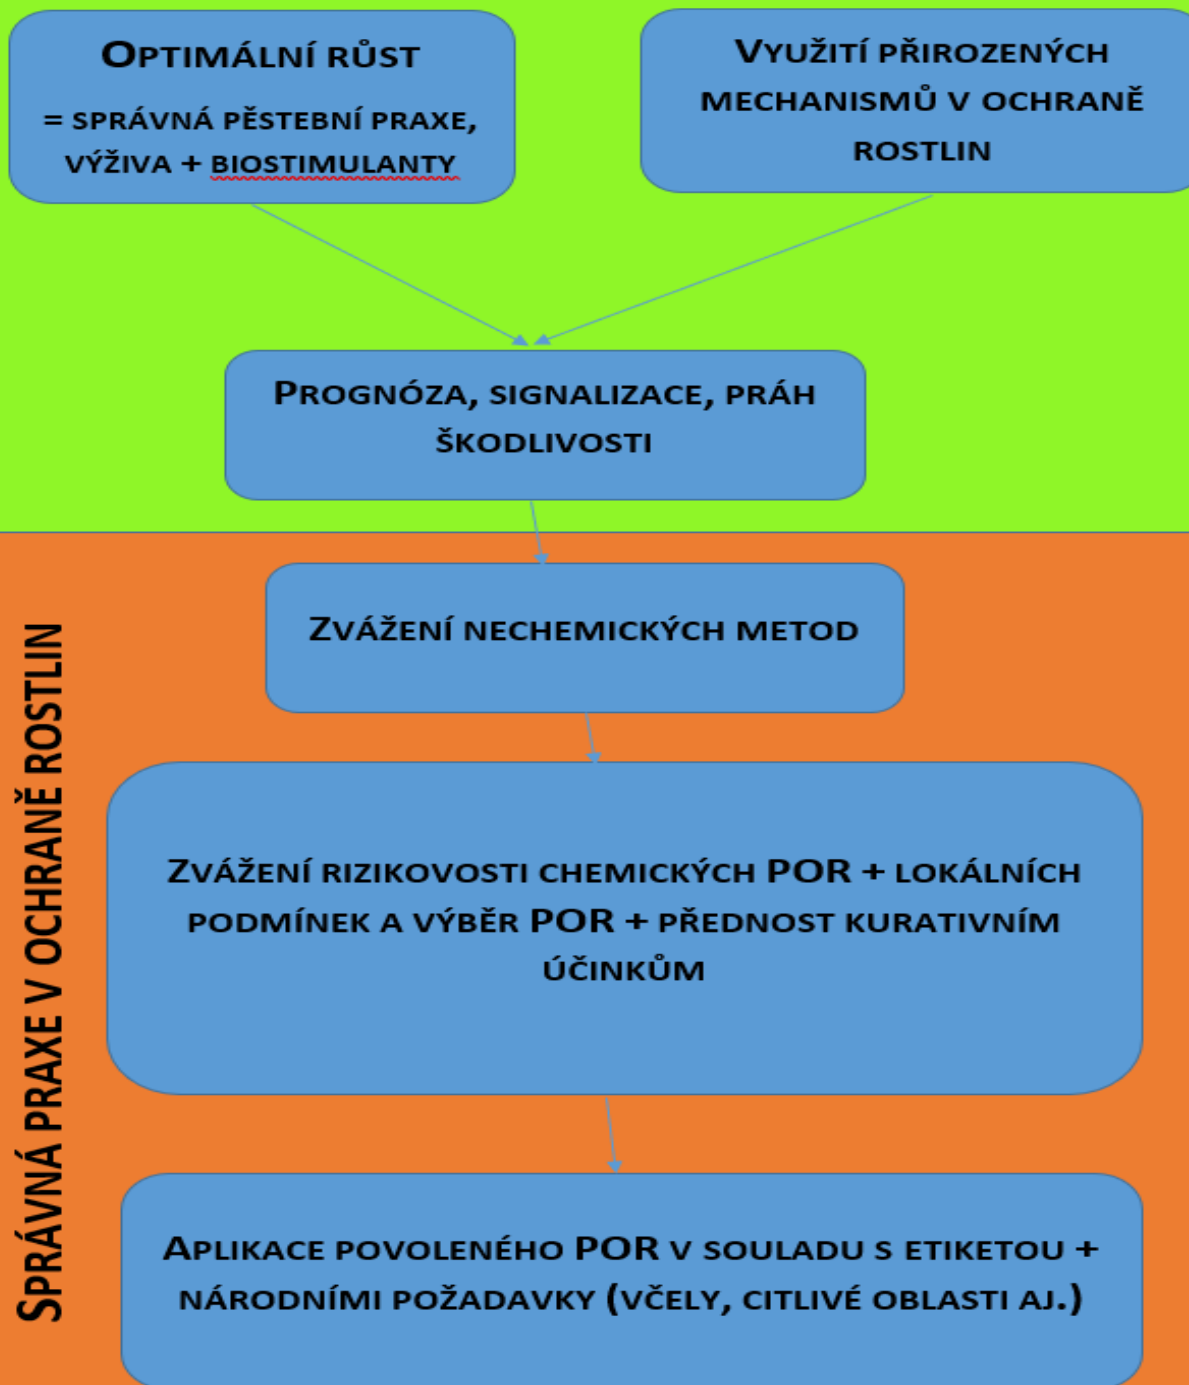 Optimální růst
= správná pěstební praxe,
výživa + biostimulanty
Využití přirozených
mechanismů v ochraně
rostlin
Prognóza, signalizace, práh
škodlivosti
Správná praxe v ochraně rostlin
Zvážení nechemických metod
Zvážení rizikovosti chemických POR + lokálních
podmínek a výběr POR + přednost kurativním
účinkům
Aplikace povoleného POR v souladu s etiketou +
národními požadavky (včely, citlivé oblasti aj.)